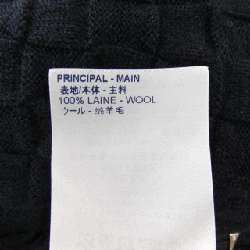 PRINCIPAL - MAIN
表地/本体 - 主料
100% LAINE - WOOL
ウール - 绵羊毛